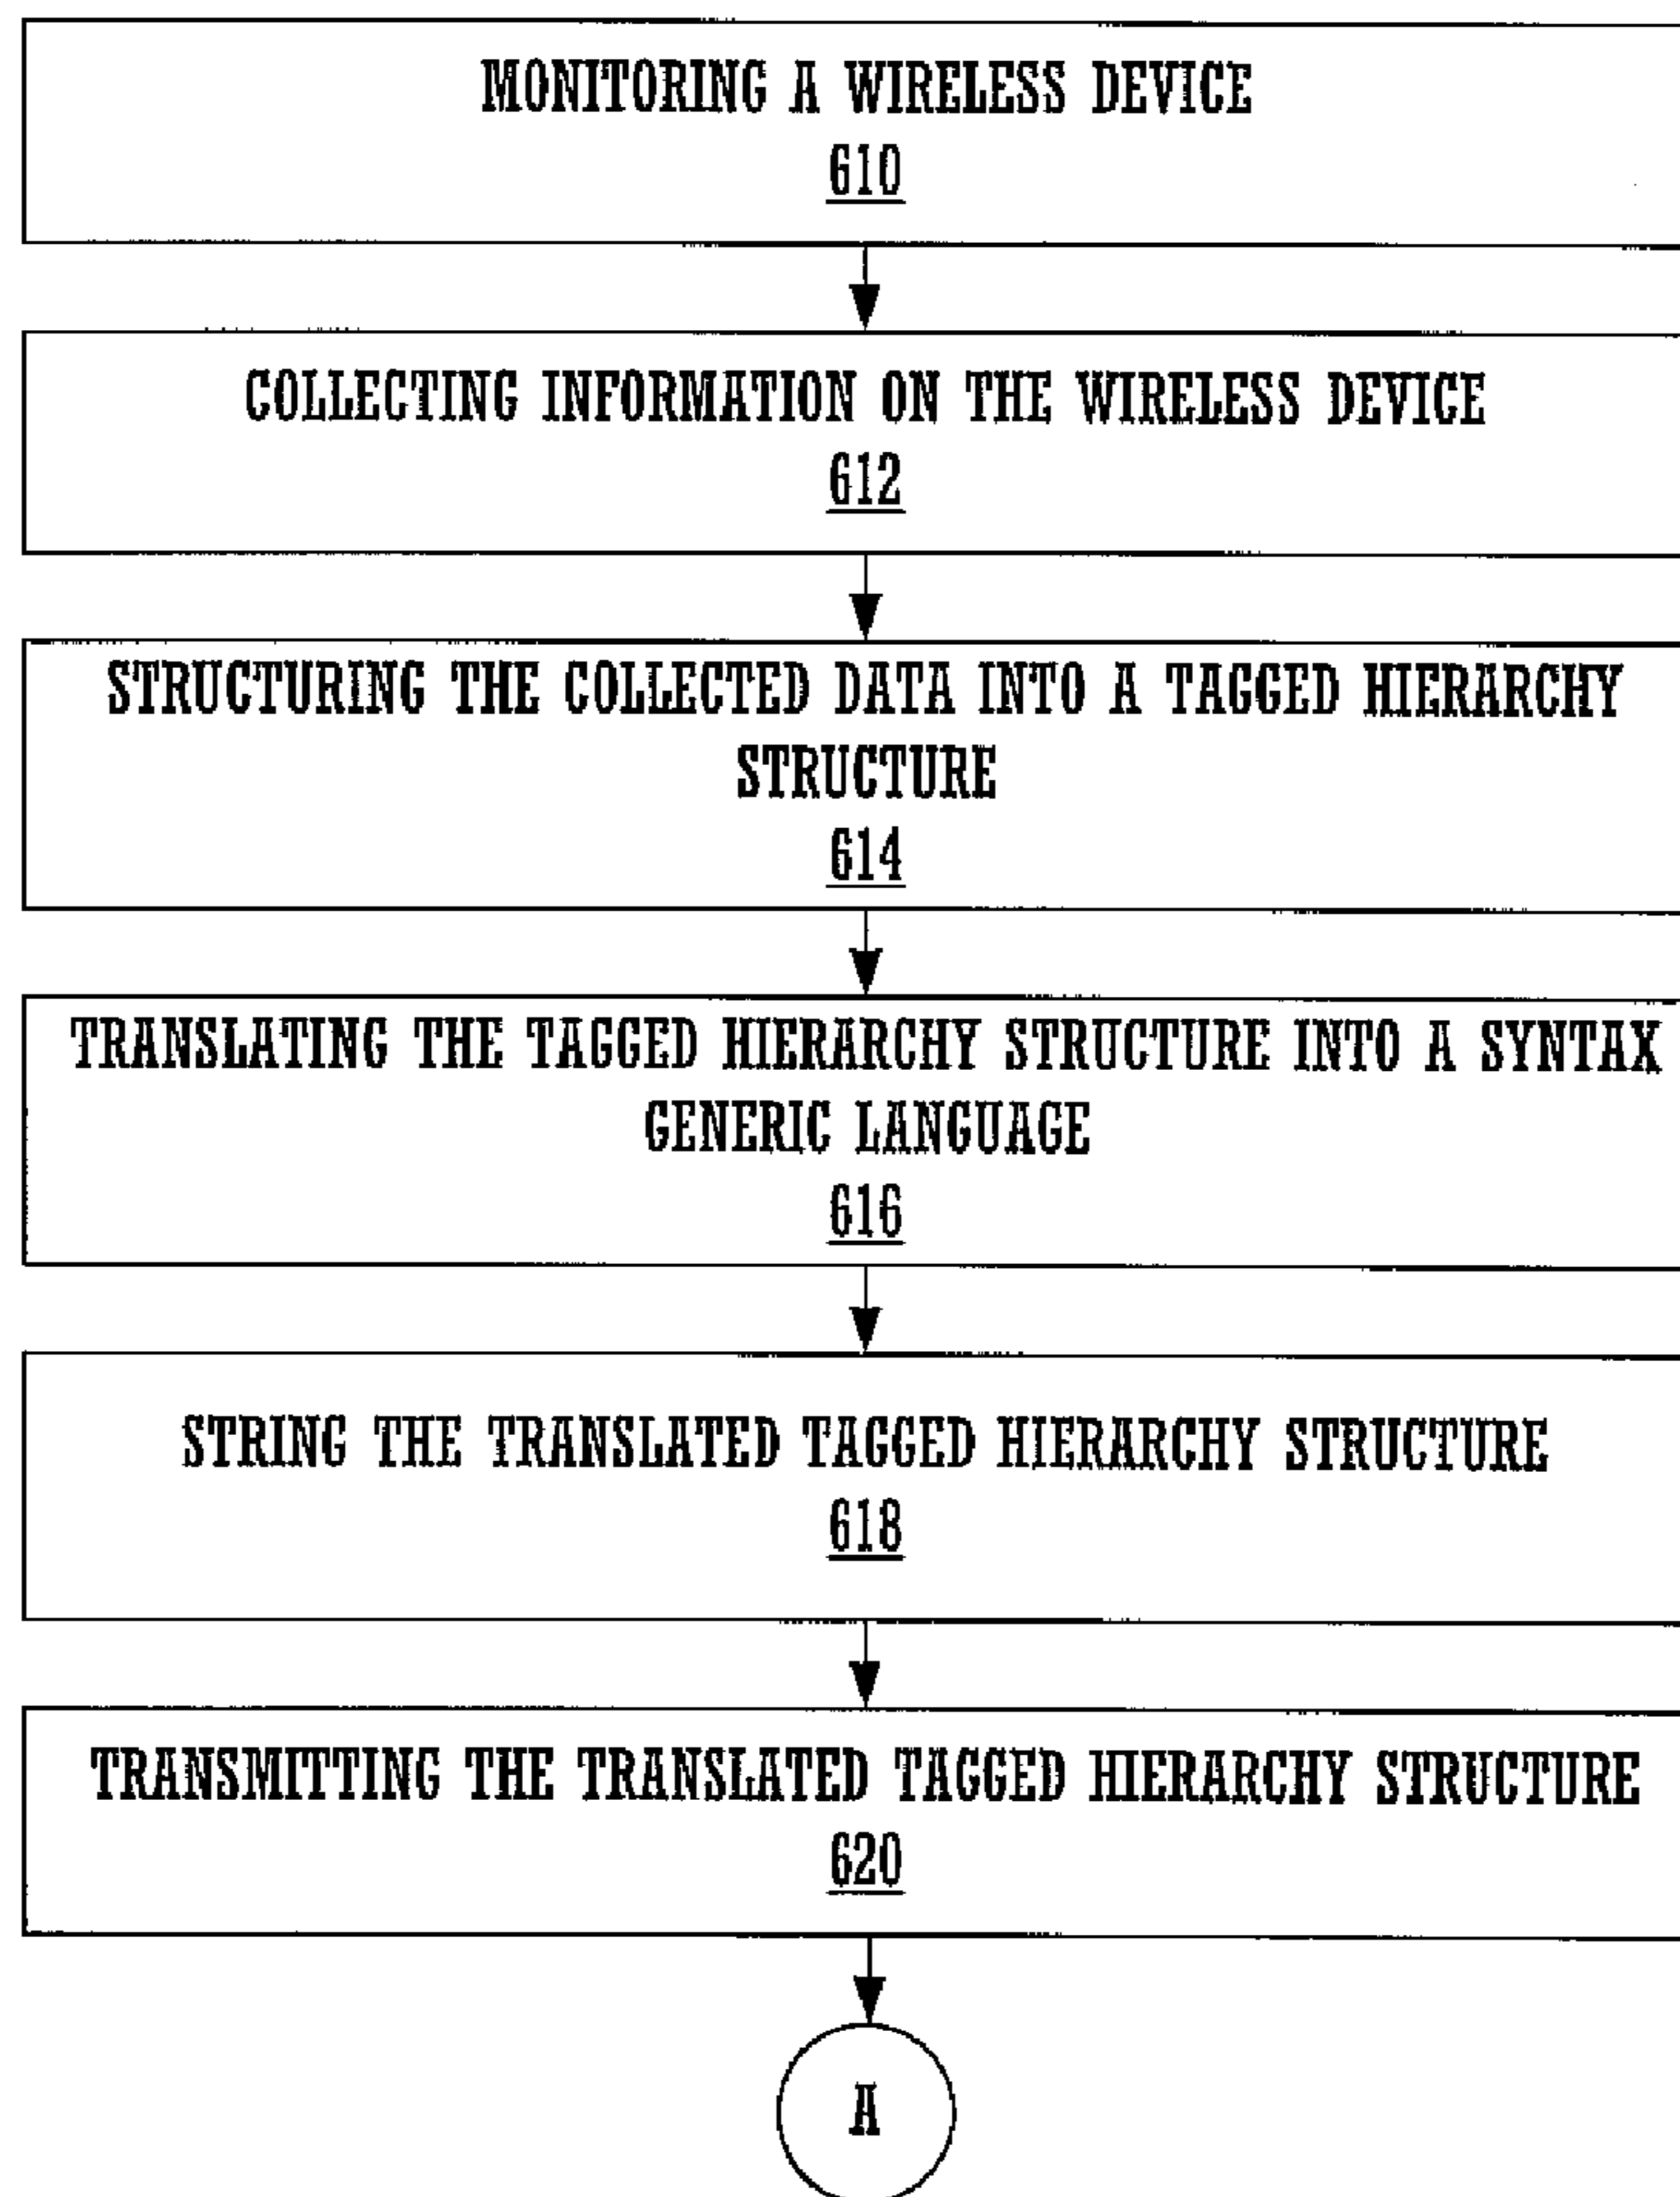 MONITORING A WIRELESS DEVICE
610
COLLECTING INFORMATION ON THE WIRELESS DEVICE
612
STRUCTURING THE COLLECTED DATA INTO A TAGGED HIERARCHY
STRUCTURE
614
TRANSLATING THE TAGGED HIERARCHY STRUCTURE INTO A SYNTAX
GENERIC LANGUAGE
616
STRING THE TRANSLATED TAGGED HIERARCHY STRUCTURE
618
TRANSMITTING THE TRANSLATED TAGGED HIERARCHY STRUCTURE
620
A